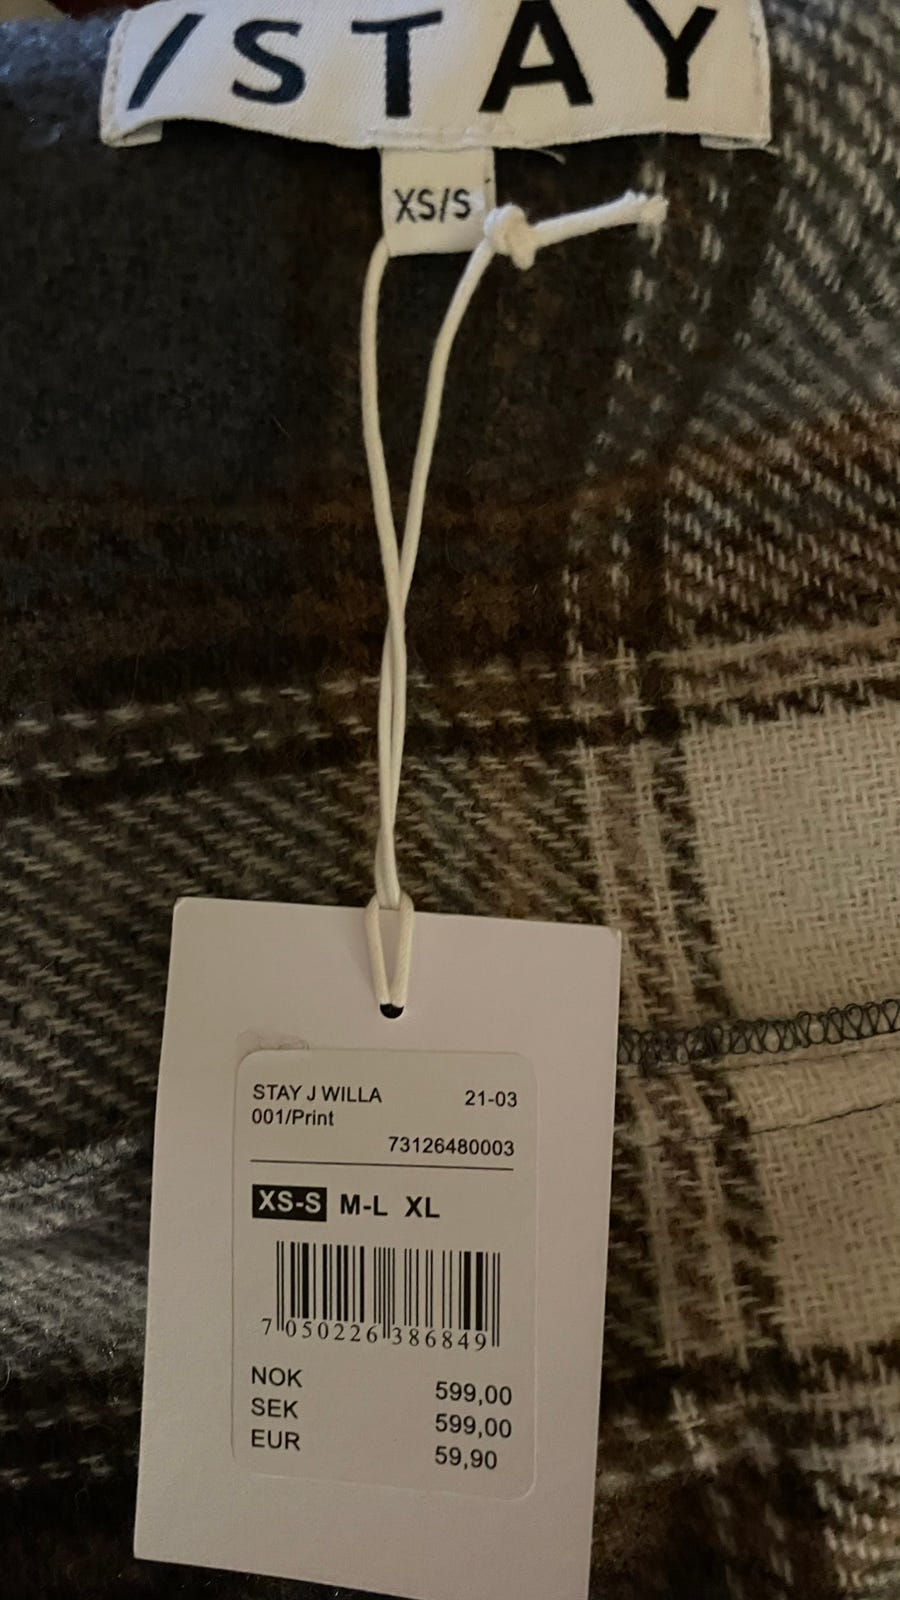 /STAY
XS/S
STAY J WILLA 21-03
001/Print
73126480003
XS-S M-L XL
7 050226 386849
NOK 599,00
SEK 599,00
EUR 59,90